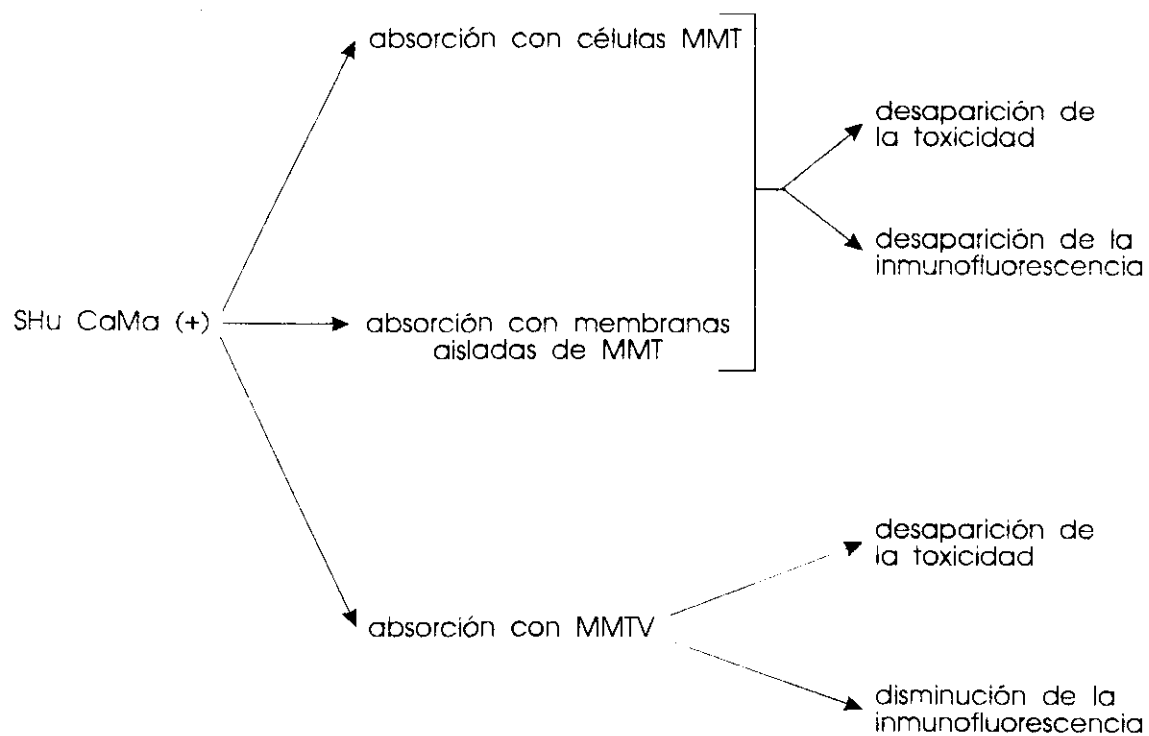 absorción con células MMT
desaparición de
la toxicidad
desaparición de la
inmunofluorescencia
SHu CaMa (+)
absorción con membranas
aisladas de MMT
desaparición de
la toxicidad
absorción con MMTV
disminución de la
inmunofluorescencia